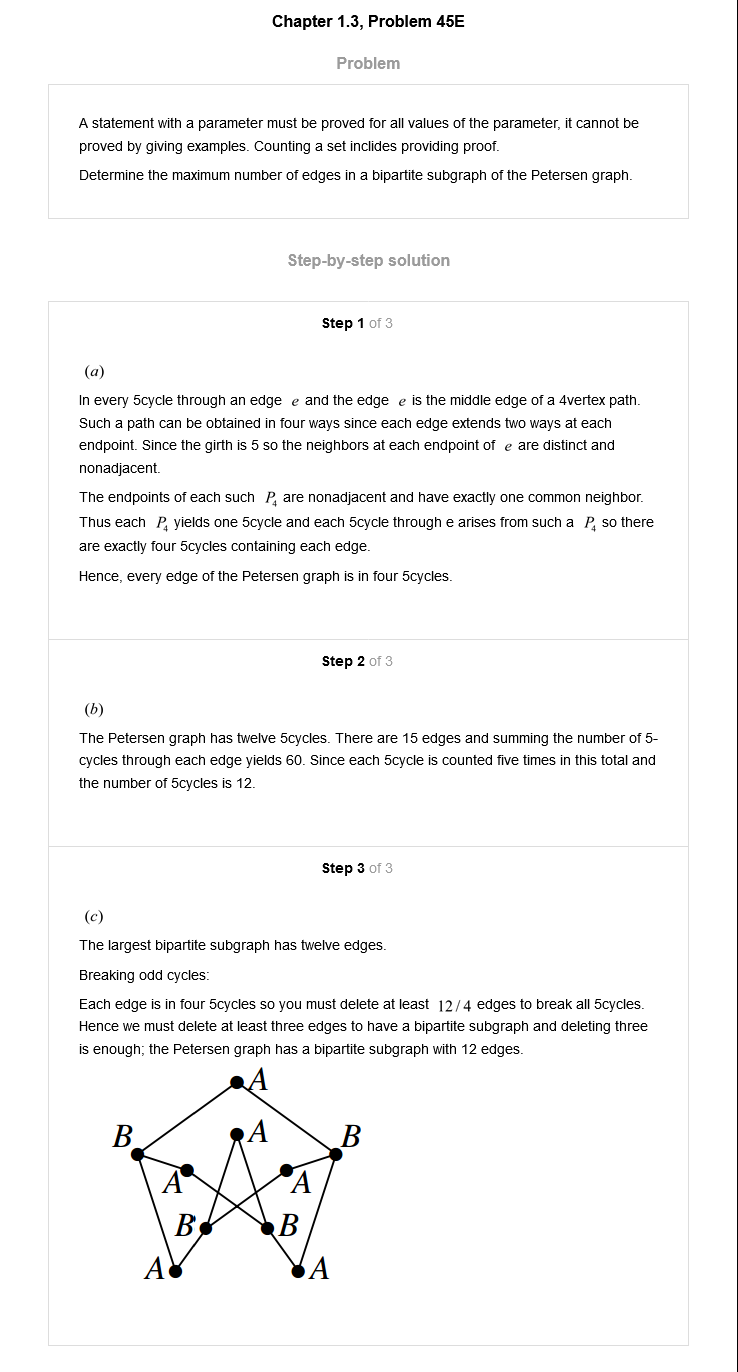 Chapter 1.3, Problem 45E
Problem
A statement with a parameter must be proved for all values of the parameter, it cannot be
proved by giving examples. Counting a set inclides providing proof.
Determine the maximum number of edges in a bipartite subgraph of the Petersen graph.
Step-by-step solution
Step 1 of 3
(a)
In every 5cycle through an edge e and the edge e is the middle edge of a 4vertex path.
Such a path can be obtained in four ways since each edge extends two ways at each
endpoint. Since the girth is 5 so the neighbors at each endpoint of e are distinct and
nonadjacent.
The endpoints of each such P₄ are nonadjacent and have exactly one common neighbor.
Thus each P₄ yields one 5cycle and each 5cycle through e arises from such a P₄ so there
are exactly four 5cycles containing each edge.
Hence, every edge of the Petersen graph is in four 5cycles.
Step 2 of 3
(b)
The Petersen graph has twelve 5cycles. There are 15 edges and summing the number of 5-
cycles through each edge yields 60. Since each 5cycle is counted five times in this total and
the number of 5cycles is 12.
Step 3 of 3
(c)
The largest bipartite subgraph has twelve edges.
Breaking odd cycles:
Each edge is in four 5cycles so you must delete at least 12/4 edges to break all 5cycles.
Hence we must delete at least three edges to have a bipartite subgraph and deleting three
is enough; the Petersen graph has a bipartite subgraph with 12 edges.
A
B A B
A A
B B
A A